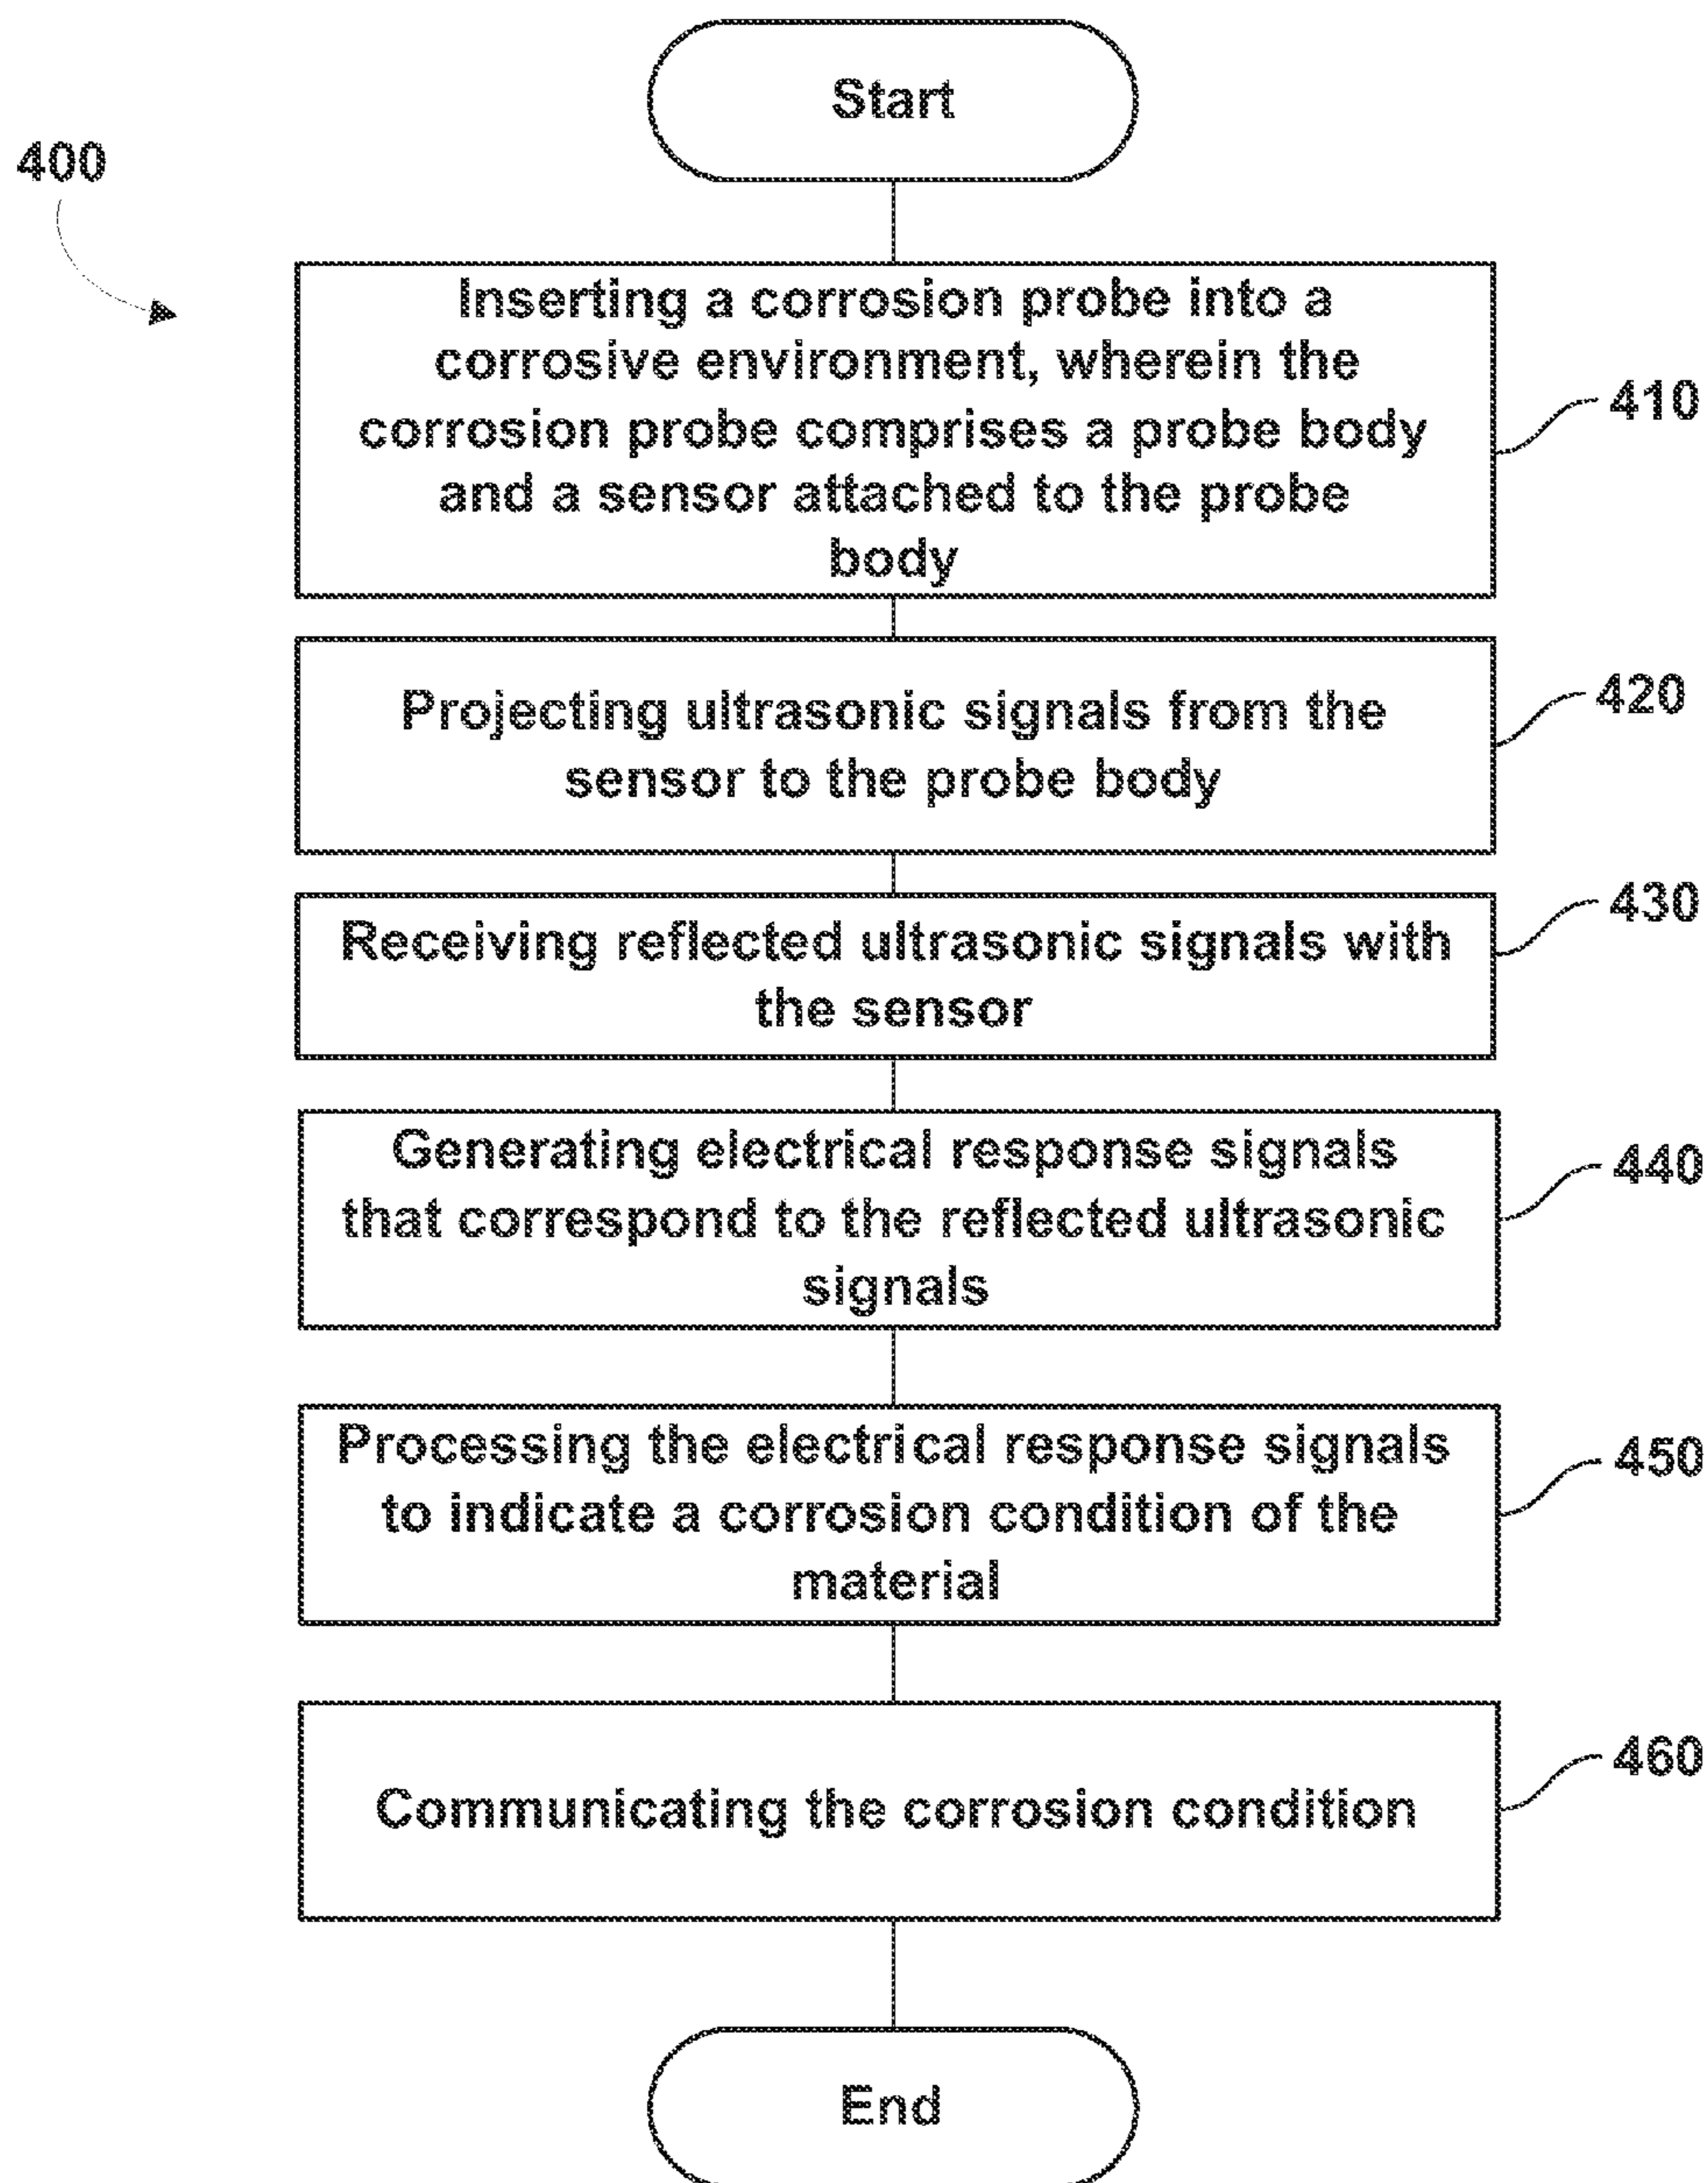 Start
400
Inserting a corrosion probe into a
corrosive environment, wherein the
corrosion probe comprises a probe body
and a sensor attached to the probe
body
410
Projecting ultrasonic signals from the
sensor to the probe body
420
Receiving reflected ultrasonic signals with
the sensor
430
Generating electrical response signals
that correspond to the reflected ultrasonic
signals
440
Processing the electrical response signals
to indicate a corrosion condition of the
material
450
Communicating the corrosion condition
460
End